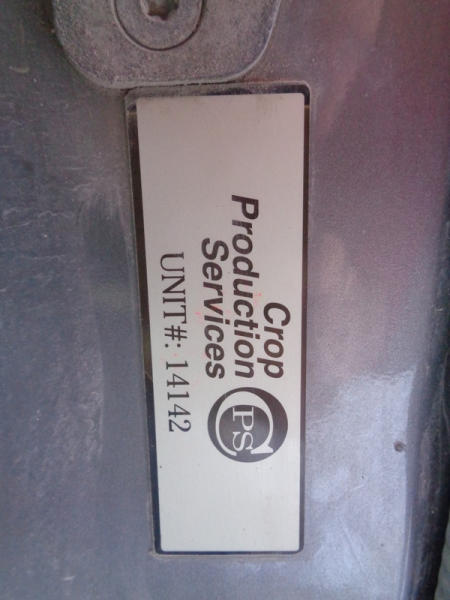 Crop
Production
Services
CPS
UNIT#: 14142